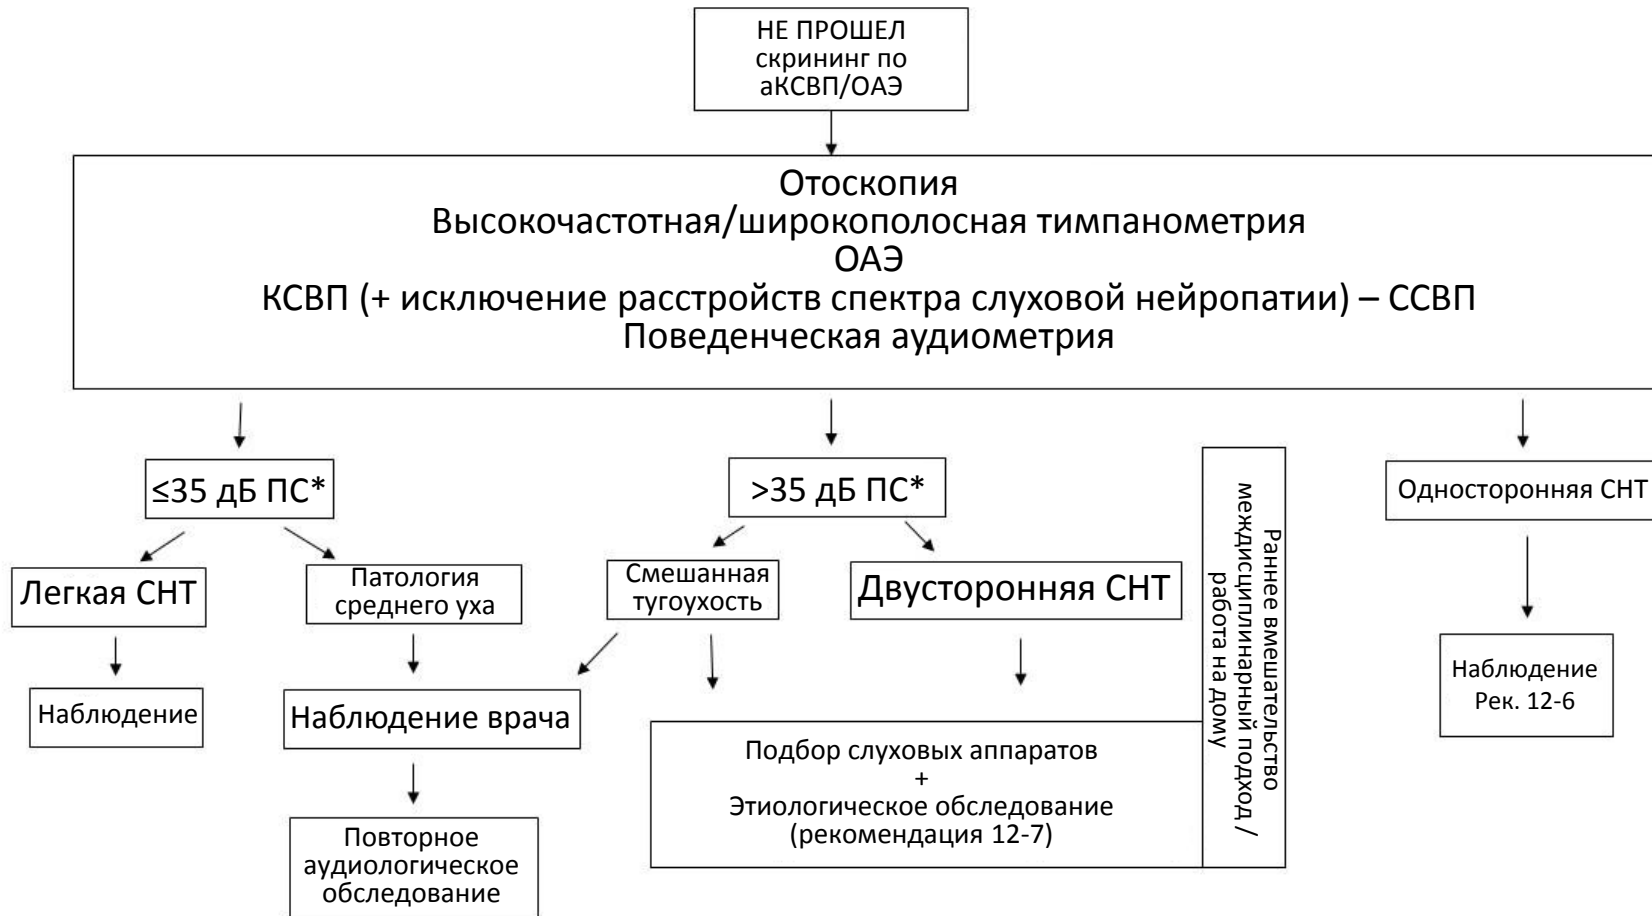 НЕ ПРОШЕЛ
скрининг по
аКСВП/ОАЭ
Отоскопия
Высокочастотная/широкополосная тимпанометрия
ОАЭ
КСВП (+ исключение расстройств спектра слуховой нейропатии) – ССВП
Поведенческая аудиометрия
≤35 дБ ПС*
>35 дБ ПС*
Односторонняя СНТ
Легкая СНТ
Патология
среднего уха
Смешанная
тугоухость
Двусторонняя СНТ
Раннее вмешательство
междисциплинарный подход /
работа на дому
Наблюдение
Наблюдение врача
Наблюдение
Рек. 12-6
Подбор слуховых аппаратов
+
Этиологическое обследование
(рекомендация 12-7)
Повторное
аудиологическое
обследование